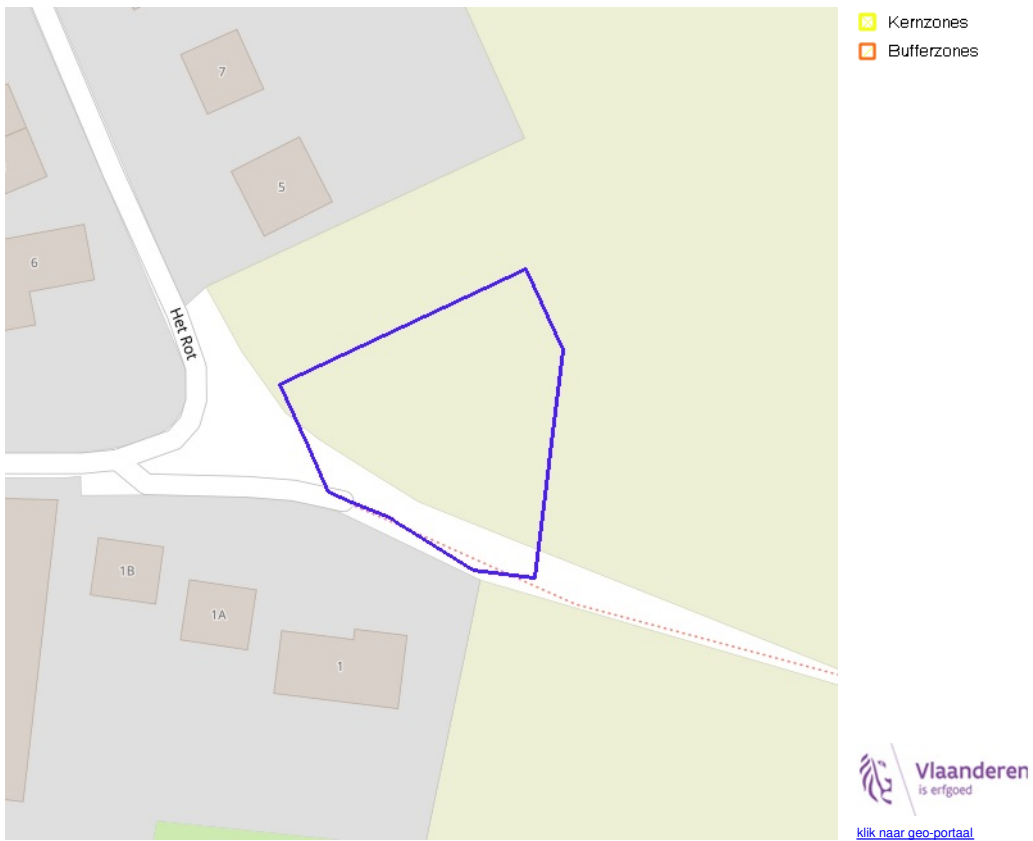 Kernzones
Bufferzones
7
5
6
Het Rot
1B
1A
1
Vlaanderen
is erfgoed
klik naar geo-portaal